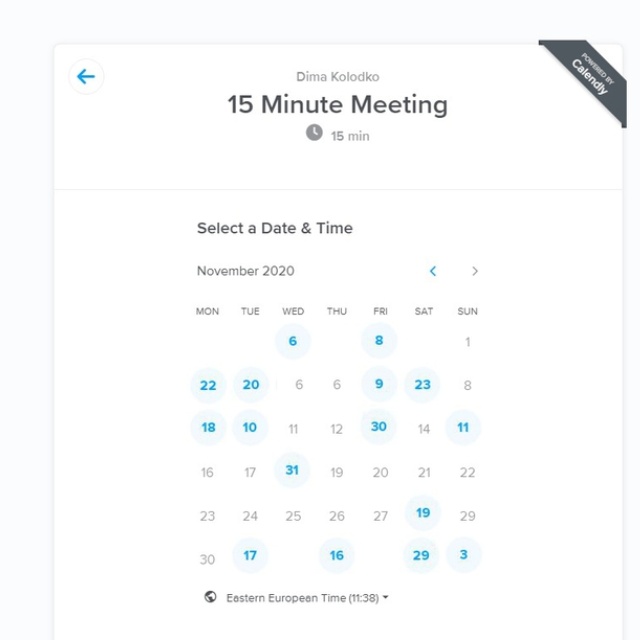 Dima Kolodko
15 Minute Meeting
15 min
POWERED BY
Calendly
Select a Date & Time
November 2020
MON TUE WED THU FRI SAT SUN
6 8 1
22 20 6 6 9 23 8
18 10 11 12 30 14 11
16 17 31 19 20 21 22
23 24 25 26 27 19 29
30 17 16 29 3
Eastern European Time (11:38)